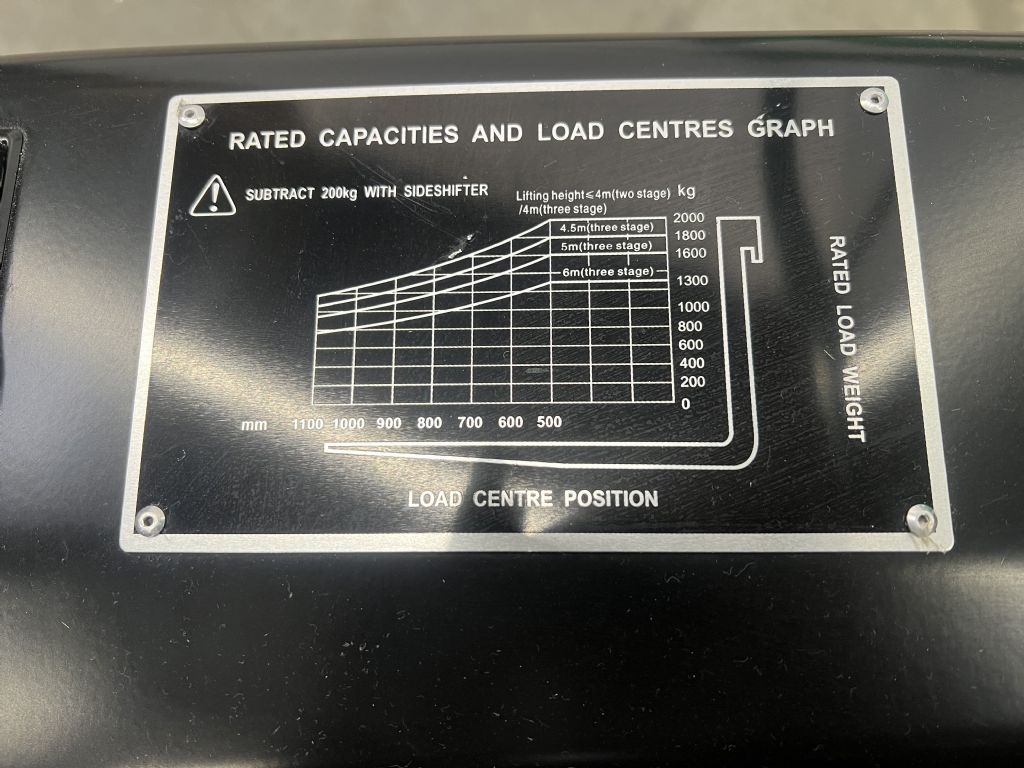 RATED CAPACITIES AND LOAD CENTRES GRAPH
SUBTRACT 200kg WITH SIDESHIFTER
Lifting height≤4m(two stage) kg
/4m(three stage)
2000
4.5m(three stage)
1800
5m(three stage)
1600
6m(three stage)
1300
1000
800
600
400
200
0
mm 1100 1000 900 800 700 600 500
RATED LOAD WEIGHT
LOAD CENTRE POSITION